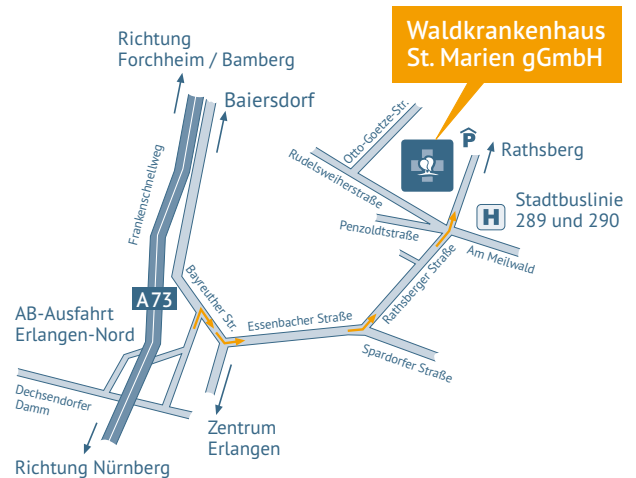 Waldkrankenhaus
St. Marien gGmbH
Richtung
Forchheim / Bamberg
Baiersdorf
Otto-Goetze-Str.
P
Rathsberg
Rudelsweiherstraße
Frankenschnellweg
Penzoldtstraße
H
Stadtbuslinie
289 und 290
Am Meilwald
Rathsberger Straße
Bayreuther Str.
A 73
AB-Ausfahrt
Erlangen-Nord
Essenbacher Straße
Spardorfer Straße
Dechsendorfer
Damm
Zentrum
Erlangen
Richtung Nürnberg